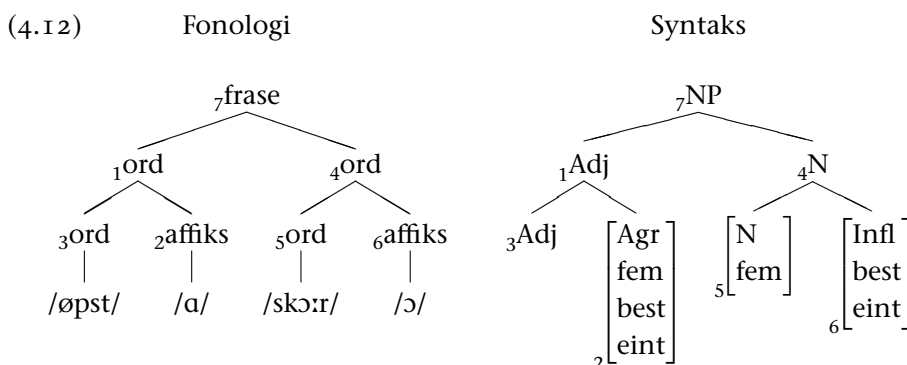 (4.12) Fonologi Syntaks
₇frase ₇NP
₁ord ₄ord ₁Adj ₄N
₃ord ₂affiks ₅ord ₆affiks ₃Adj ₂[Agr ₅[N ₆[Infl
fem fem] best
best eint]
eint]
/øpst/ /ɑ/ /skɔːr/ /ɔ/